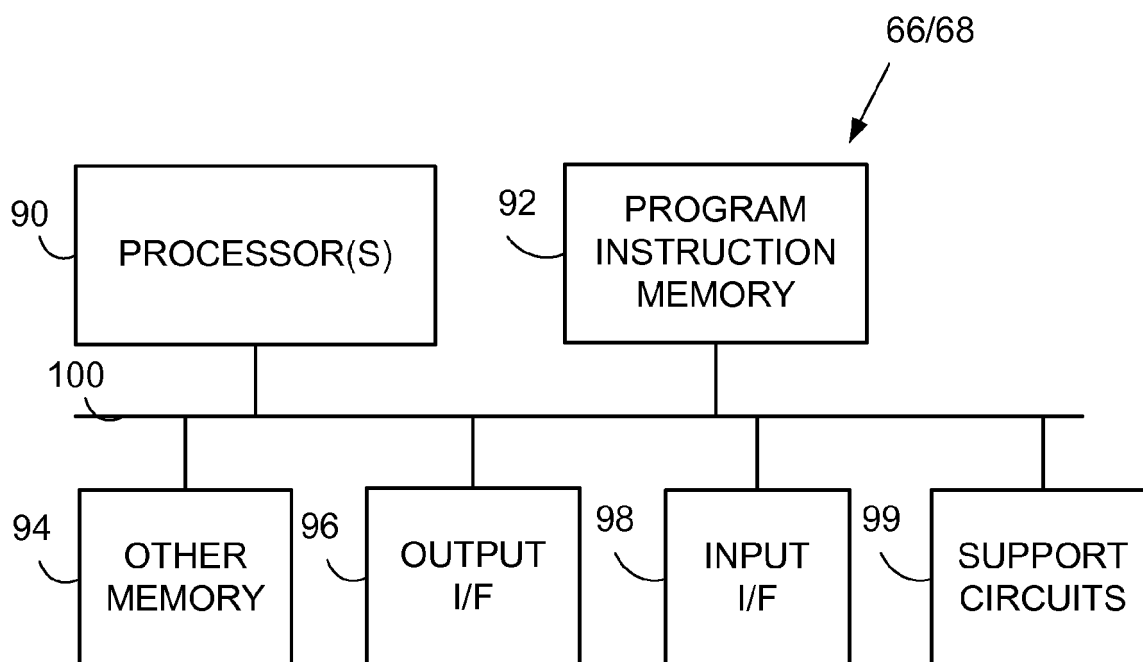 66/68
90
PROCESSOR(S)
92
PROGRAM
INSTRUCTION
MEMORY
100
94
OTHER
MEMORY
96
OUTPUT
I/F
98
INPUT
I/F
99
SUPPORT
CIRCUITS